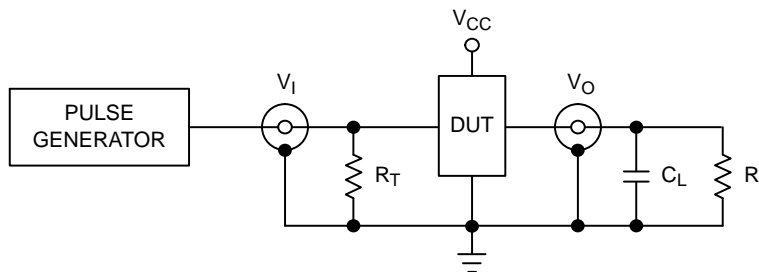 V_CC
V_I
V_O
PULSE
GENERATOR
DUT
R_T
C_L
R